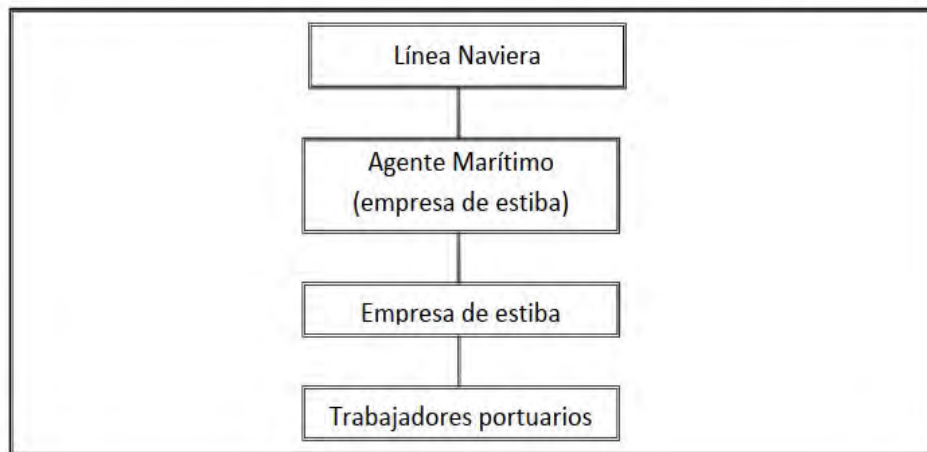 Línea Naviera
Agente Marítimo
(empresa de estiba)
Empresa de estiba
Trabajadores portuarios